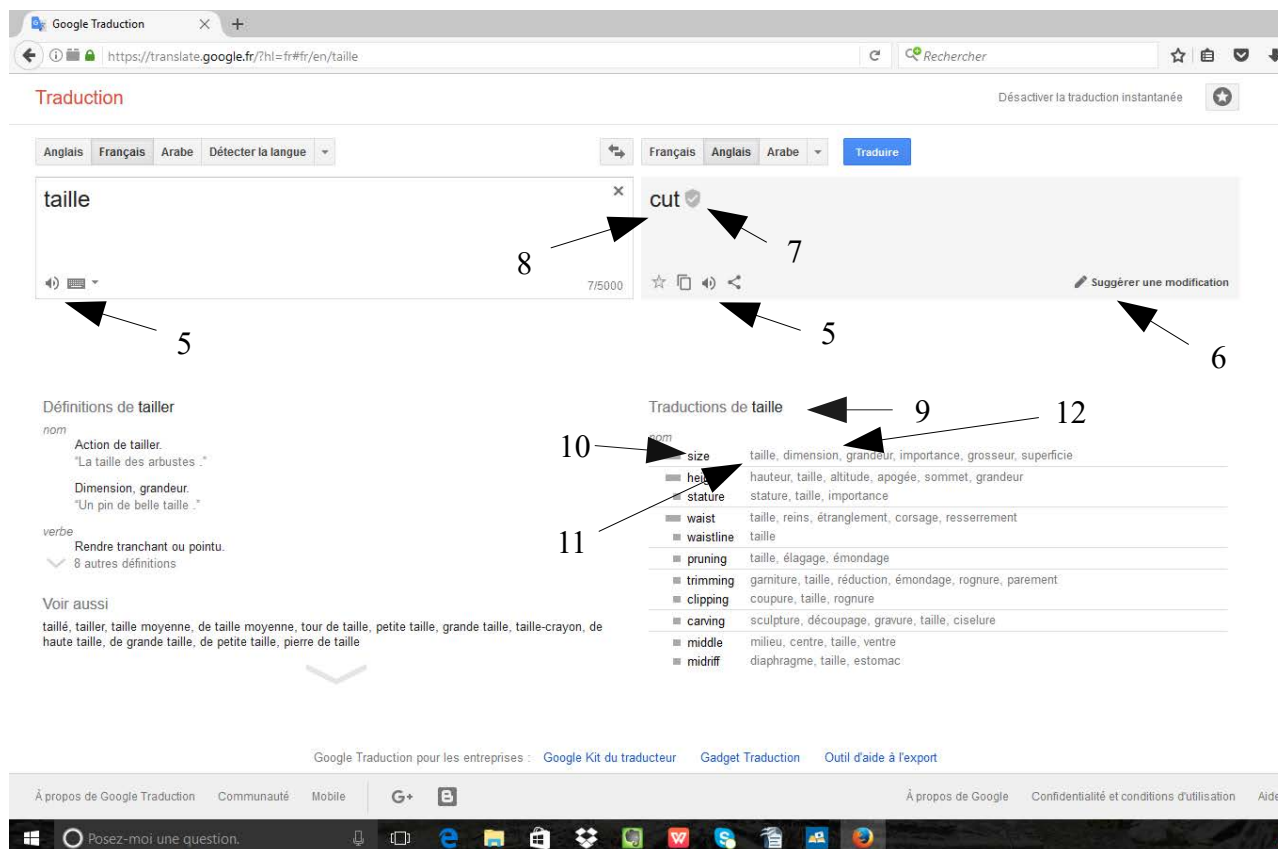 Google Traduction
https://translate.google.fr/?hl=fr#fr/en/taille
Rechercher
Traduction
Désactiver la traduction instantanée
Anglais Français Arabe Détecter la langue
Français Anglais Arabe Traduire
taille
cut
8
7
7/5000
Suggérer une modification
5
5
6
Définitions de tailler
nom
Action de tailler.
"La taille des arbustes ."
Dimension, grandeur.
"Un pin de belle taille ."
verbe
Rendre tranchant ou pointu.
8 autres définitions
Voir aussi
taillé, tailler, taille moyenne, de taille moyenne, tour de taille, petite taille, grande taille, taille-crayon, de
haute taille, de grande taille, de petite taille, pierre de taille
Traductions de taille
9
12
nom
10
size taille, dimension, grandeur, importance, grosseur, superficie
hauteur, taille, altitude, apogée, sommet, grandeur
stature stature, taille, importance
11
waist taille, reins, étranglement, corsage, resserrement
waistline taille
pruning taille, élagage, émondage
trimming garniture, taille, réduction, émondage, rognure, parement
clipping coupure, taille, rognure
carving sculpture, découpage, gravure, taille, ciselure
middle milieu, centre, taille, ventre
midriff diaphragme, taille, estomac
Google Traduction pour les entreprises : Google Kit du traducteur Gadget Traduction Outil d'aide à l'export
À propos de Google Traduction Communauté Mobile G+ B
À propos de Google Confidentialité et conditions d'utilisation Aide
Posez-moi une question.